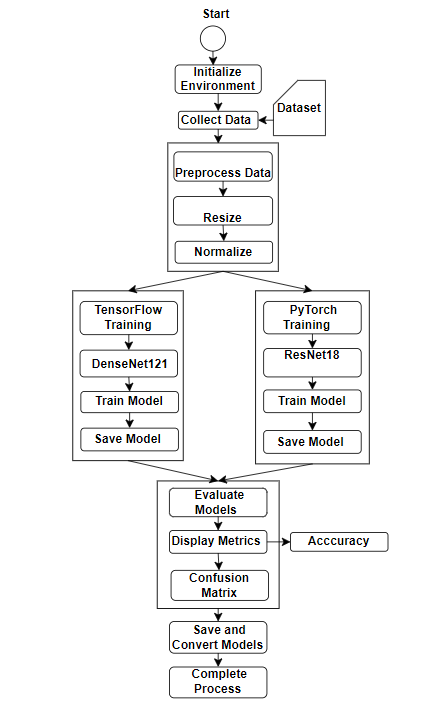 Start
Initialize
Environment
Dataset
Collect Data
Preprocess Data
Resize
Normalize
TensorFlow
Training
DenseNet121
Train Model
Save Model
PyTorch
Training
ResNet18
Train Model
Save Model
Evaluate
Models
Display Metrics
Acccuracy
Confusion
Matrix
Save and
Convert Models
Complete
Process